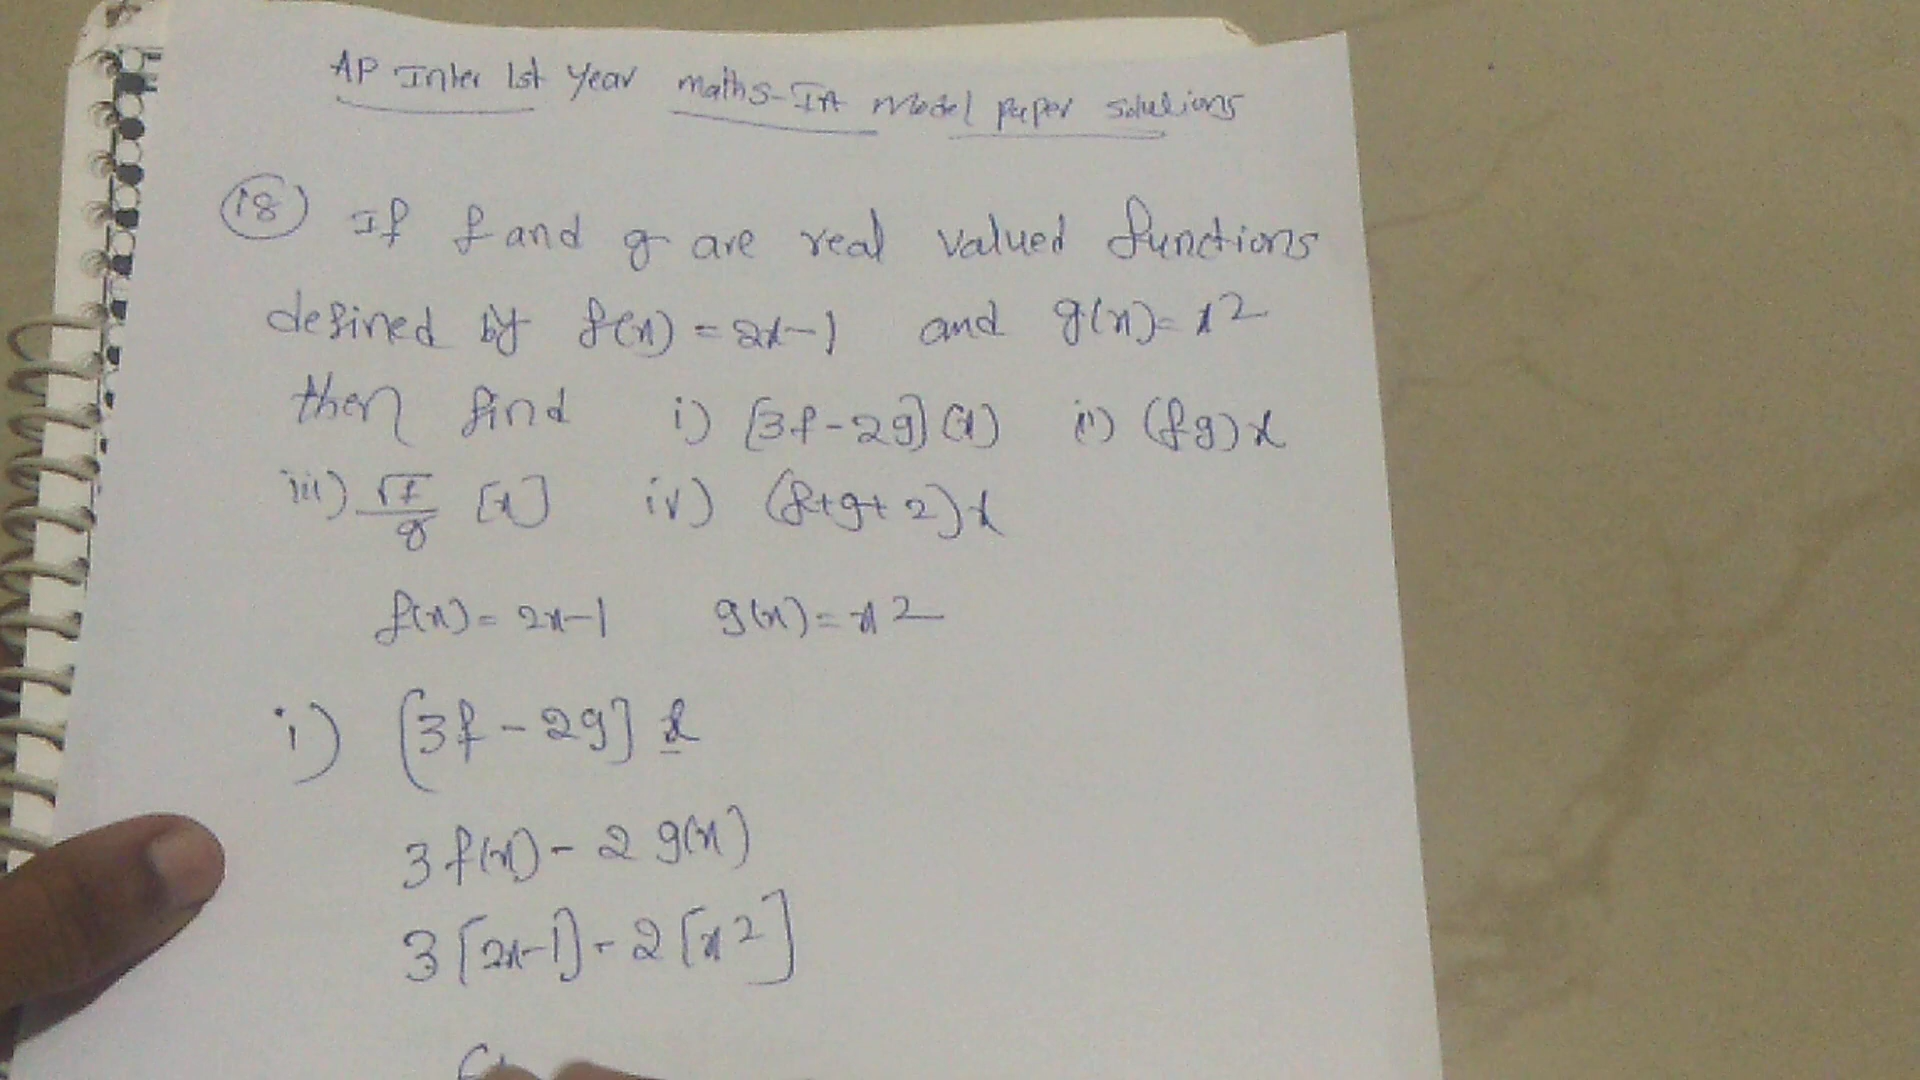 AP Inter 1st Year maths-IA Model paper solutions
18) If f and g are real valued functions
defined by f(x) = 2x-1 and g(x) = x2
then find i) [3f-2g](x) ii) (fg)x
iii) √f/g [x] iv) (f+g+2)x
f(x) = 2x-1 g(x) = x2
i) [3f-2g] x
3f(x) - 2g(x)
3[2x-1] - 2[x2]